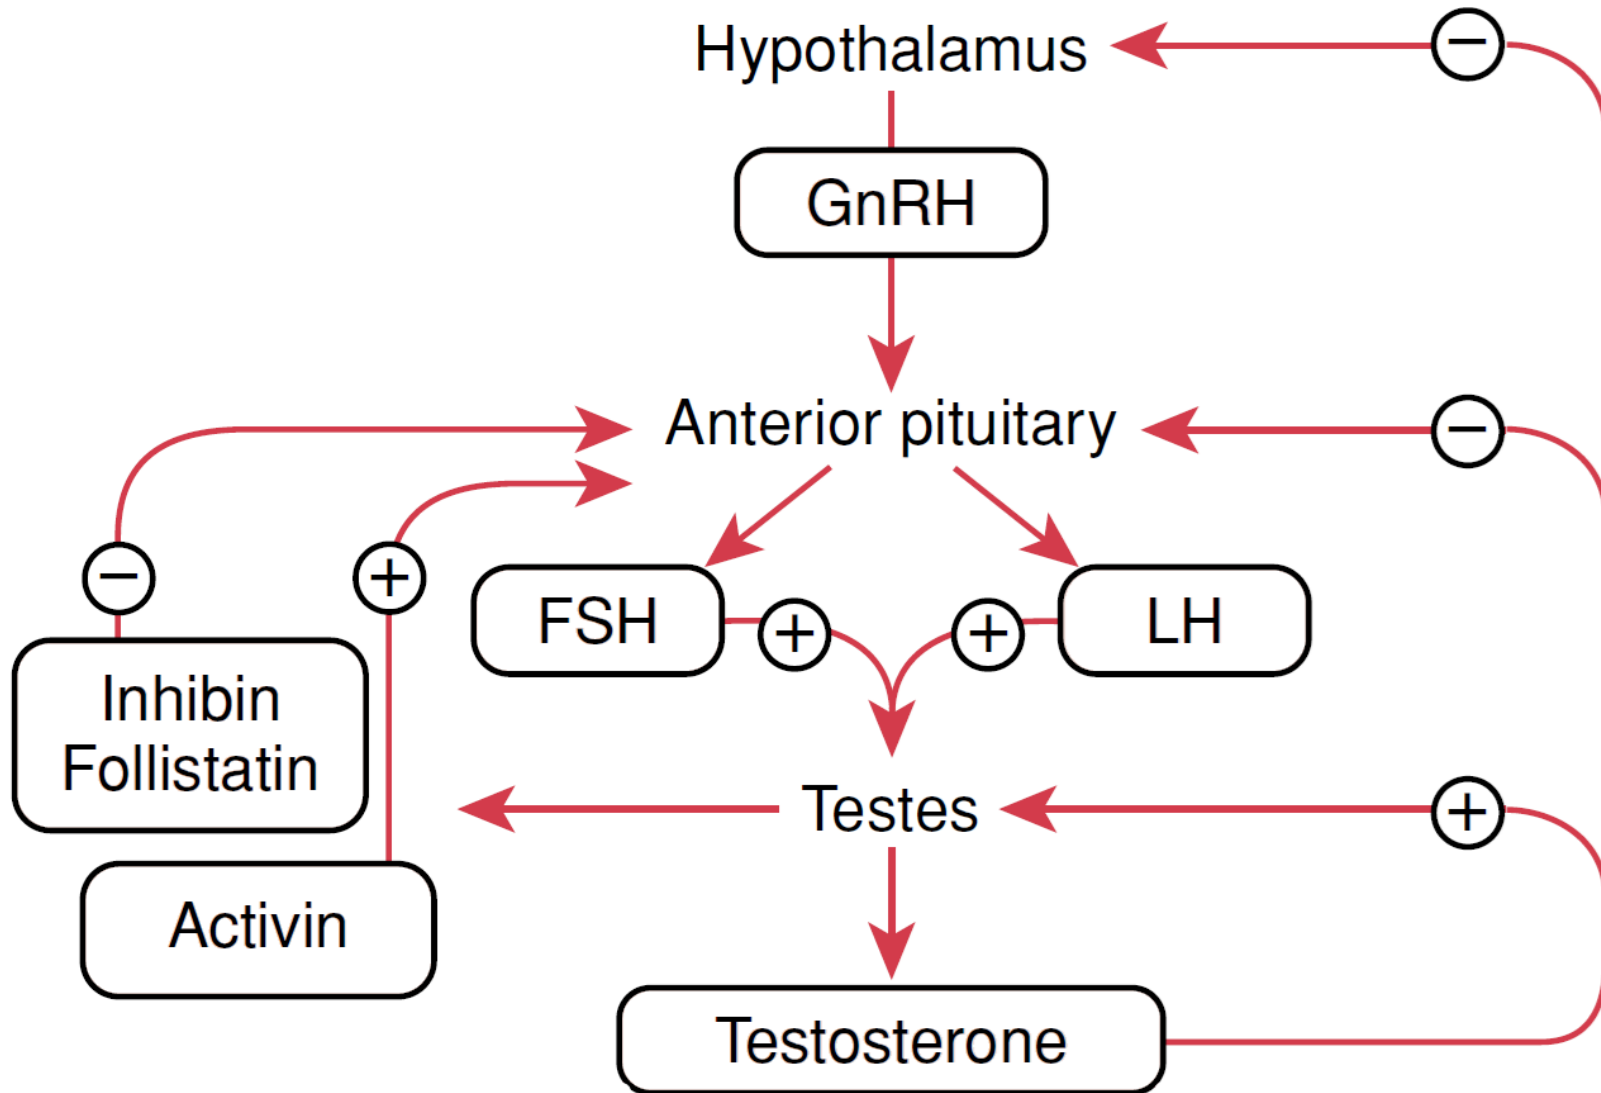 Hypothalamus
−
GnRH
Anterior pituitary
−
−
+
FSH
+
+
LH
Inhibin
Follistatin
Testes
+
Activin
Testosterone